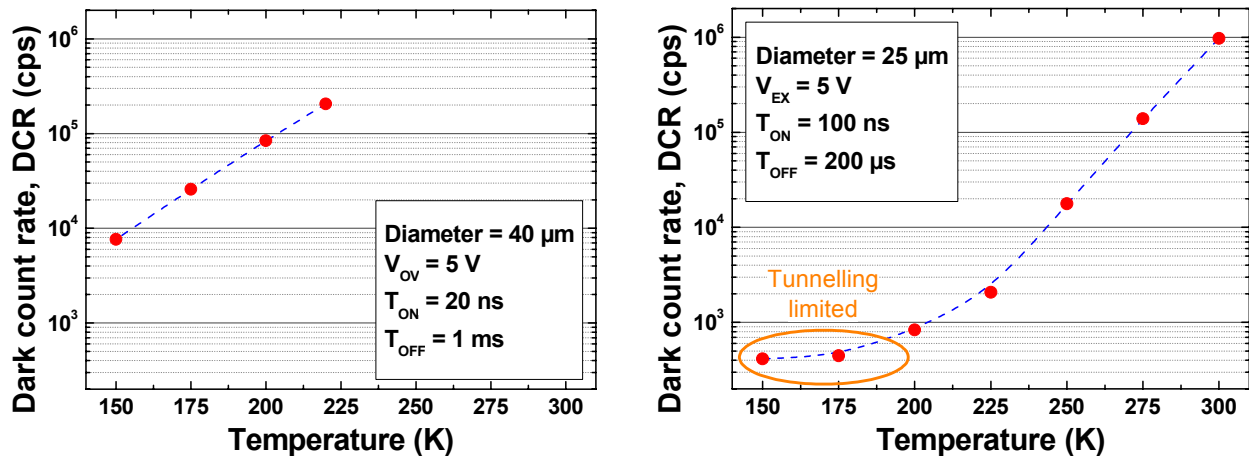 Dark count rate, DCR (cps)
10⁶
10⁵
10⁴
10³
Diameter = 40 µm
V_OV = 5 V
T_ON = 20 ns
T_OFF = 1 ms
150 175 200 225 250 275 300
Temperature (K)
Dark count rate, DCR (cps)
10⁶
10⁵
10⁴
10³
Diameter = 25 µm
V_EX = 5 V
T_ON = 100 ns
T_OFF = 200 µs
Tunnelling
limited
150 175 200 225 250 275 300
Temperature (K)